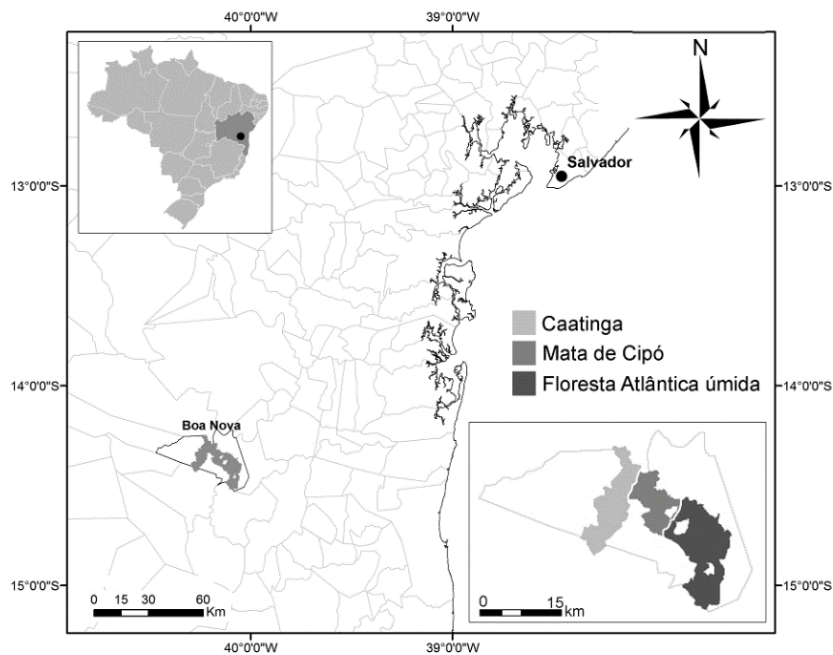 40°0'0"W 39°0'0"W
N
Salvador
13°0'0"S 13°0'0"S
Caatinga
Mata de Cipó
Floresta Atlântica úmida
14°0'0"S 14°0'0"S
Boa Nova
15°0'0"S 15°0'0"S
0 15 30 60
Km
0 15
Km
40°0'0"W 39°0'0"W